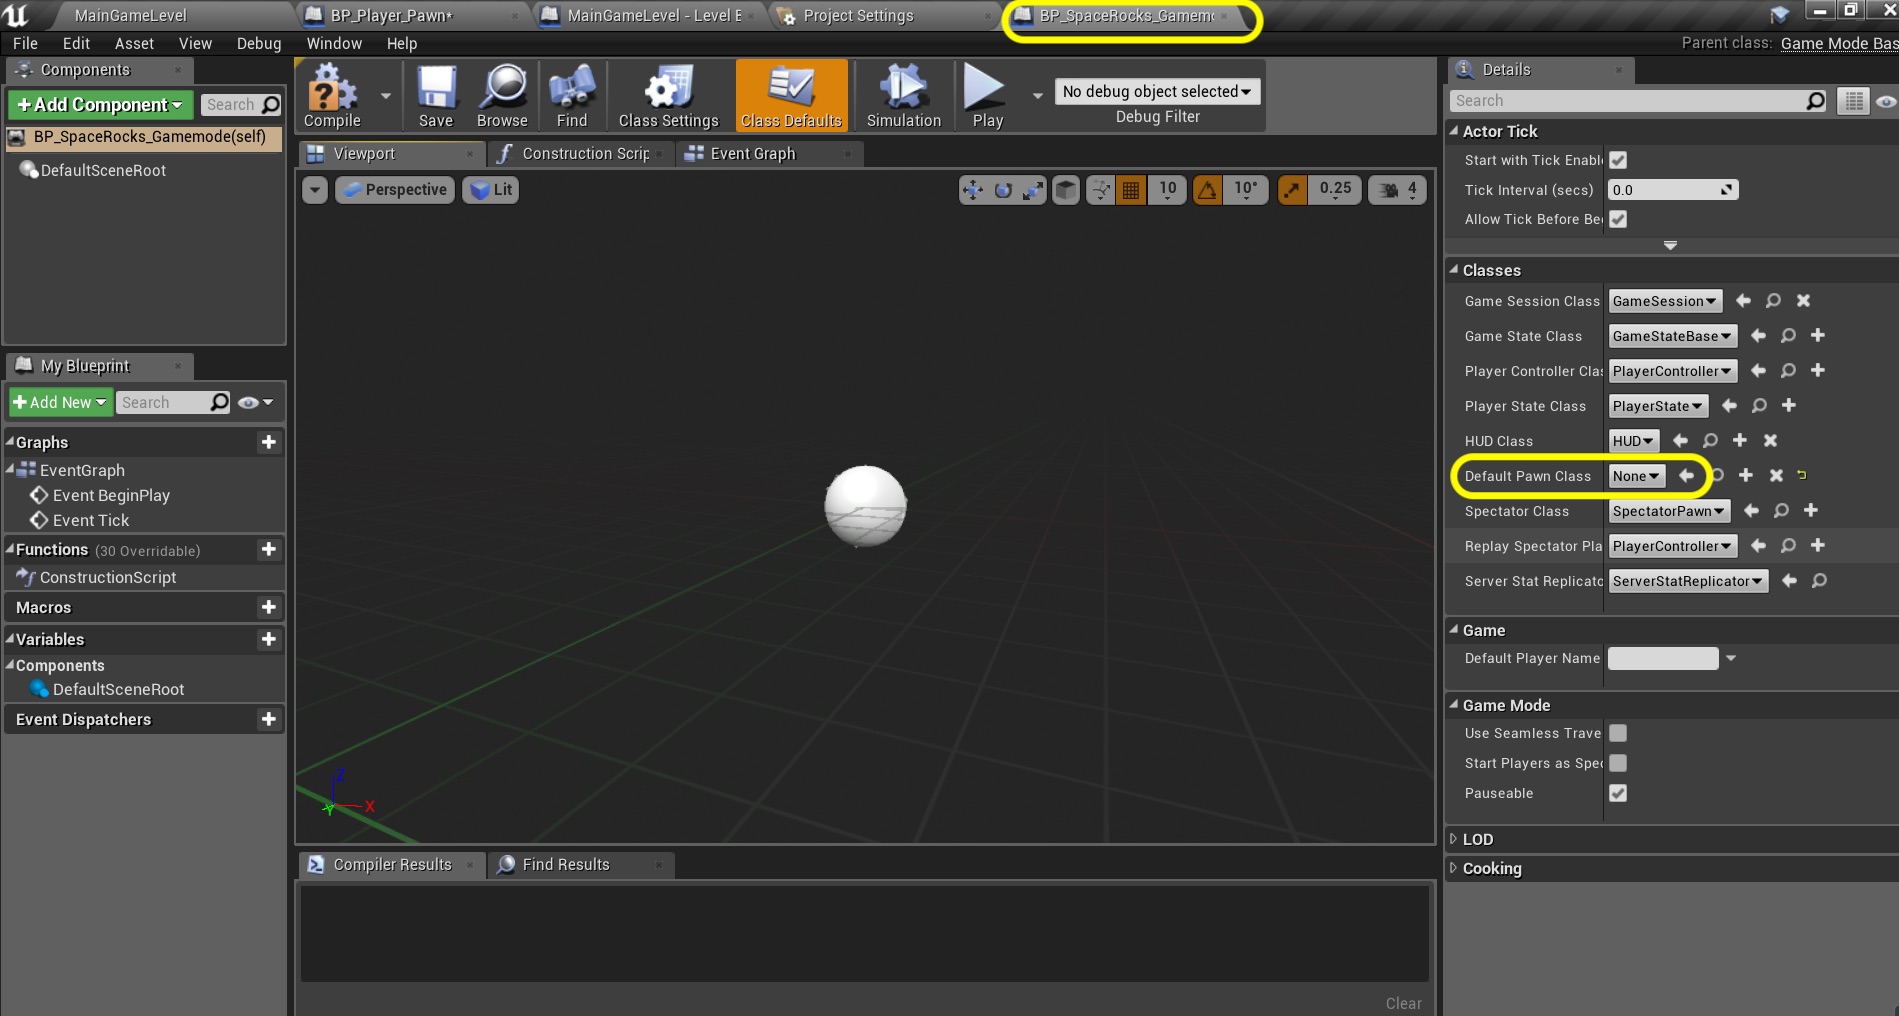 MainGameLevel
BP_Player_Pawn*
MainGameLevel - Level E
Project Settings
BP_SpaceRocks_Gamem
File Edit Asset View Debug Window Help
Parent class: Game Mode Bas
Components
Add Component
Search
BP_SpaceRocks_Gamemode(self)
DefaultSceneRoot
My Blueprint
Add New
Search
Graphs
EventGraph
Event BeginPlay
Event Tick
Functions (30 Overridable)
ConstructionScript
Macros
Variables
Components
DefaultSceneRoot
Event Dispatchers
Compile
Save
Browse
Find
Class Settings
Class Defaults
Simulation
Play
No debug object selected
Debug Filter
Viewport
Construction Scrip
Event Graph
Perspective
Lit
10
10°
0.25
4
Z
X
Y
Compiler Results
Find Results
Clear
Details
Search
Actor Tick
Start with Tick Enabl
Tick Interval (secs) 0.0
Allow Tick Before Be
Classes
Game Session Class GameSession
Game State Class GameStateBase
Player Controller Clas PlayerController
Player State Class PlayerState
HUD Class HUD
Default Pawn Class None
Spectator Class SpectatorPawn
Replay Spectator Pla PlayerController
Server Stat Replicato ServerStatReplicator
Game
Default Player Name
Game Mode
Use Seamless Trave
Start Players as Spec
Pauseable
LOD
Cooking